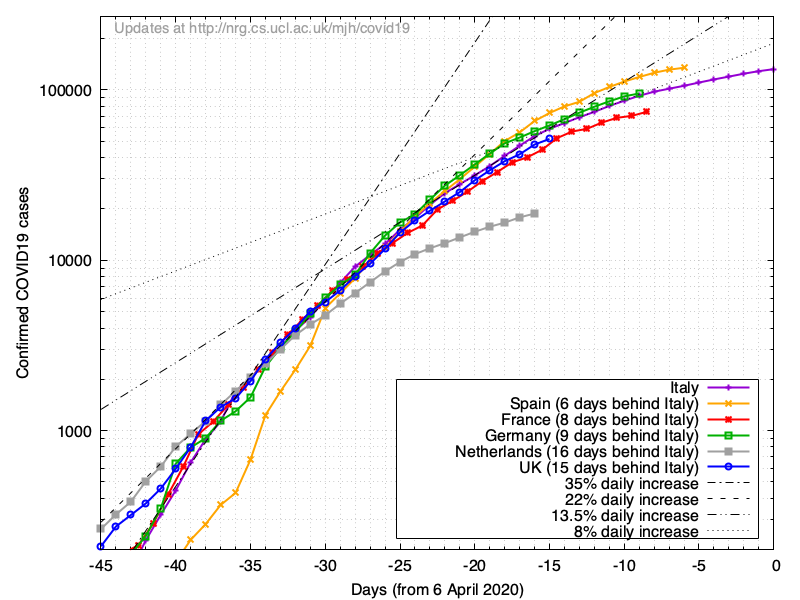 Updates at http://nrg.cs.ucl.ac.uk/mjh/covid19
100000
10000
1000
Confirmed COVID19 cases
Italy
Spain (6 days behind Italy)
France (8 days behind Italy)
Germany (9 days behind Italy)
Netherlands (16 days behind Italy)
UK (15 days behind Italy)
35% daily increase
22% daily increase
13.5% daily increase
8% daily increase
-45 -40 -35 -30 -25 -20 -15 -10 -5 0
Days (from 6 April 2020)